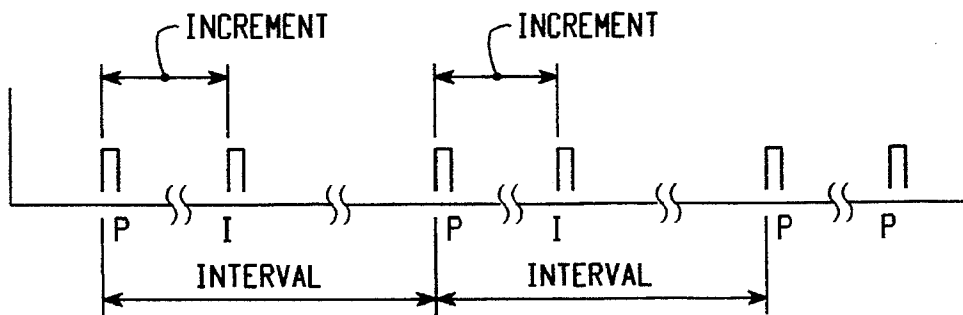 INCREMENT INCREMENT
P I P I P P
INTERVAL INTERVAL